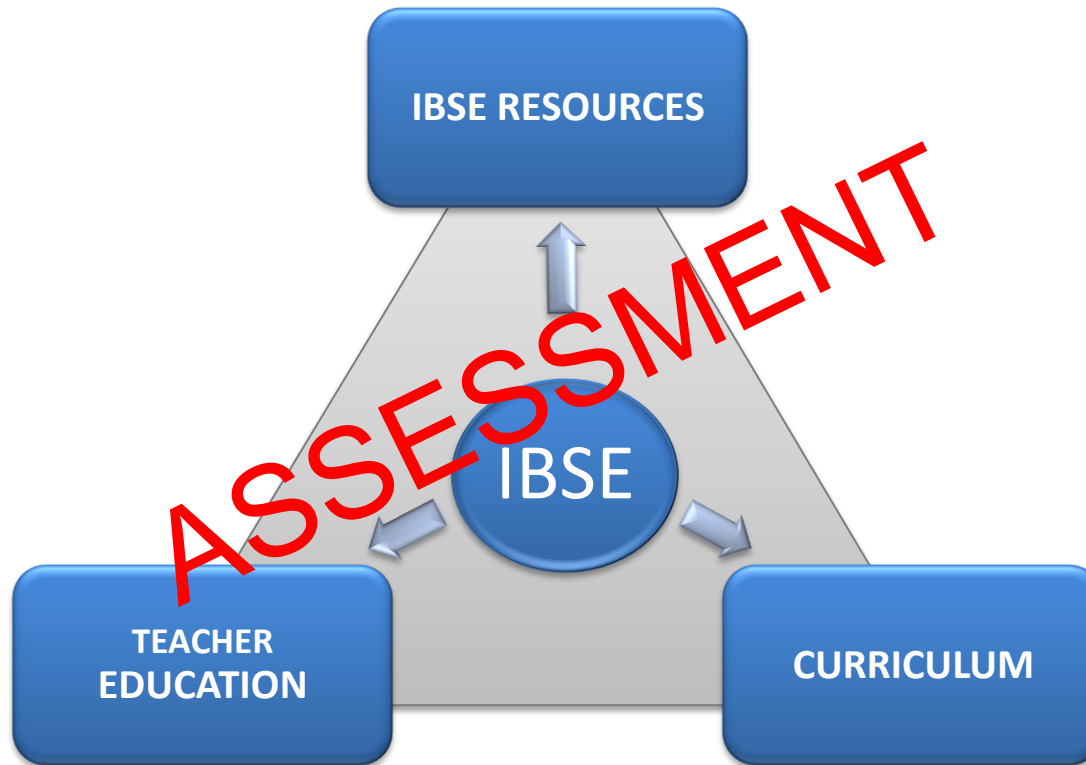 IBSE RESOURCES
ASSESSMENT
IBSE
TEACHER
EDUCATION
CURRICULUM